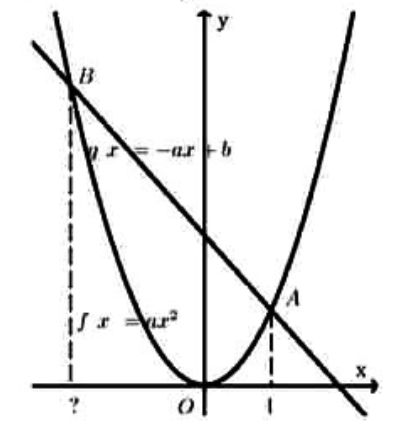 y
B
η x = -ax + b
A
f x = ax²
x
? O 1